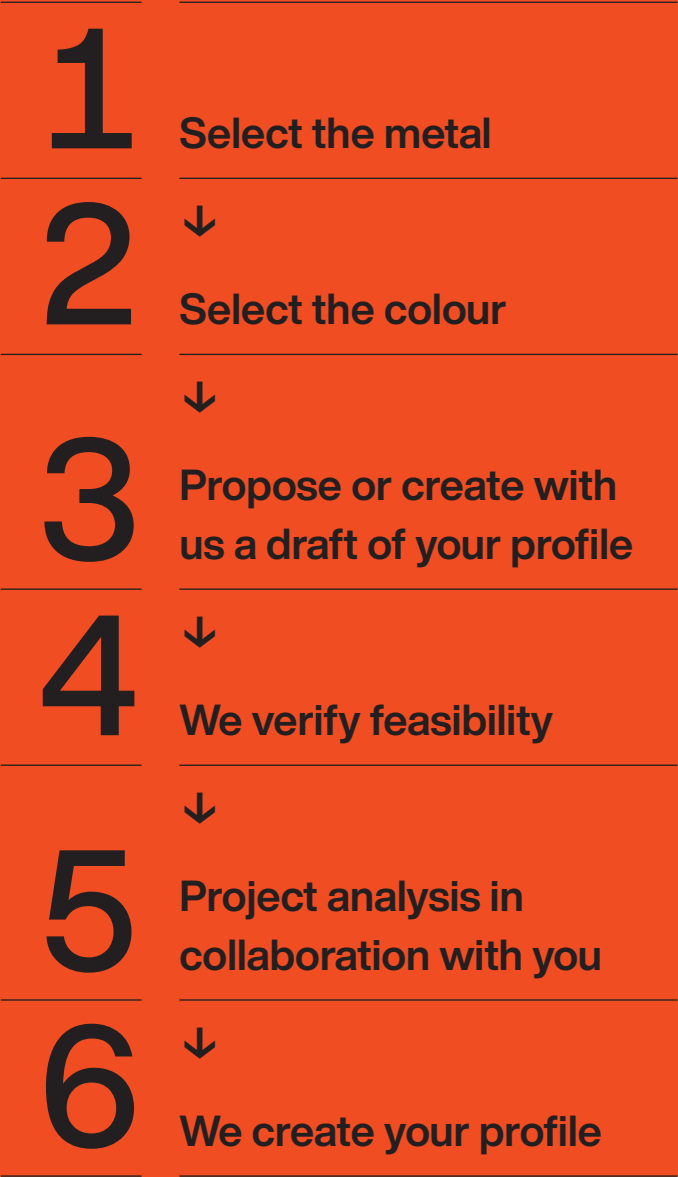 1
Select the metal
2
↓
Select the colour
3
↓
Propose or create with
us a draft of your profile
4
↓
We verify feasibility
5
↓
Project analysis in
collaboration with you
6
↓
We create your profile